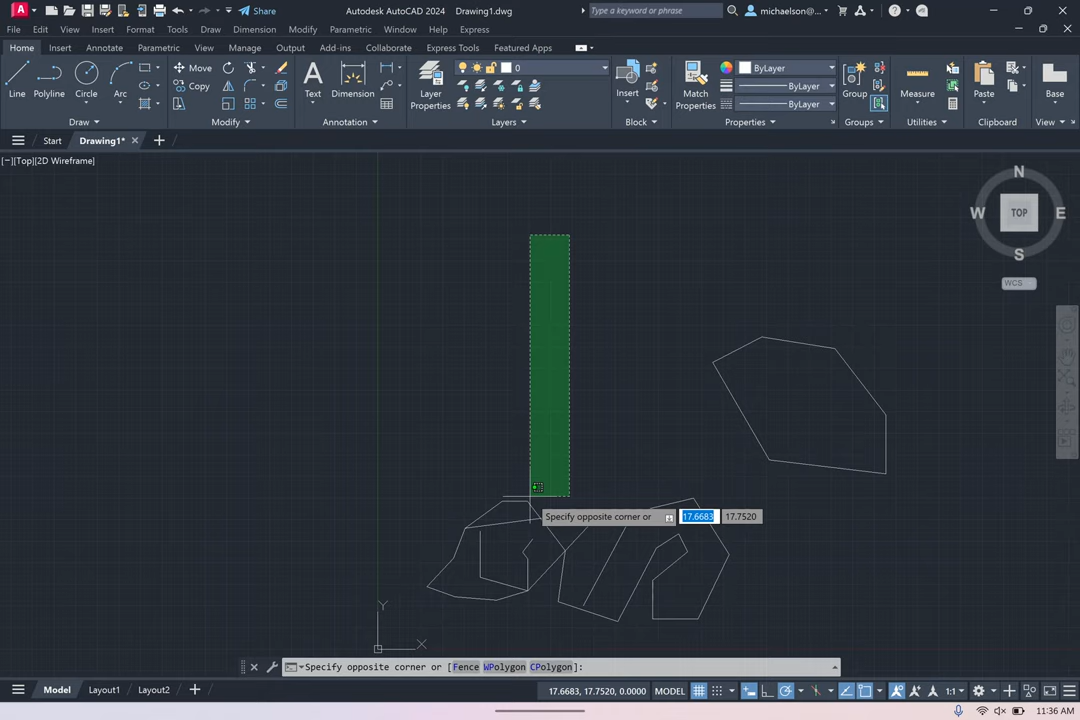 A Share Autodesk AutoCAD 2024 Drawing1.dwg Type a keyword or phrase michaelson@...
File Edit View Insert Format Tools Draw Dimension Modify Parametric Window Help Express
Home Insert Annotate Parametric View Manage Output Add-ins Collaborate Express Tools Featured Apps
Move 0 ByLayer
Line Polyline Circle Arc Copy Text Dimension Layer Properties Insert Match Properties ByLayer Group Measure Paste Base
ByLayer
Draw Modify Annotation Layers Block Properties Groups Utilities Clipboard View
Start Drawing1* +
[−][Top][2D Wireframe]
N
W TOP E
S
WCS
Specify opposite corner or 17.6683 17.7520
Y
X
Specify opposite corner or [Fence WPolygon CPolygon]:
Model Layout1 Layout2 + 17.6683, 17.7520, 0.0000 MODEL 1:1
11:36 AM